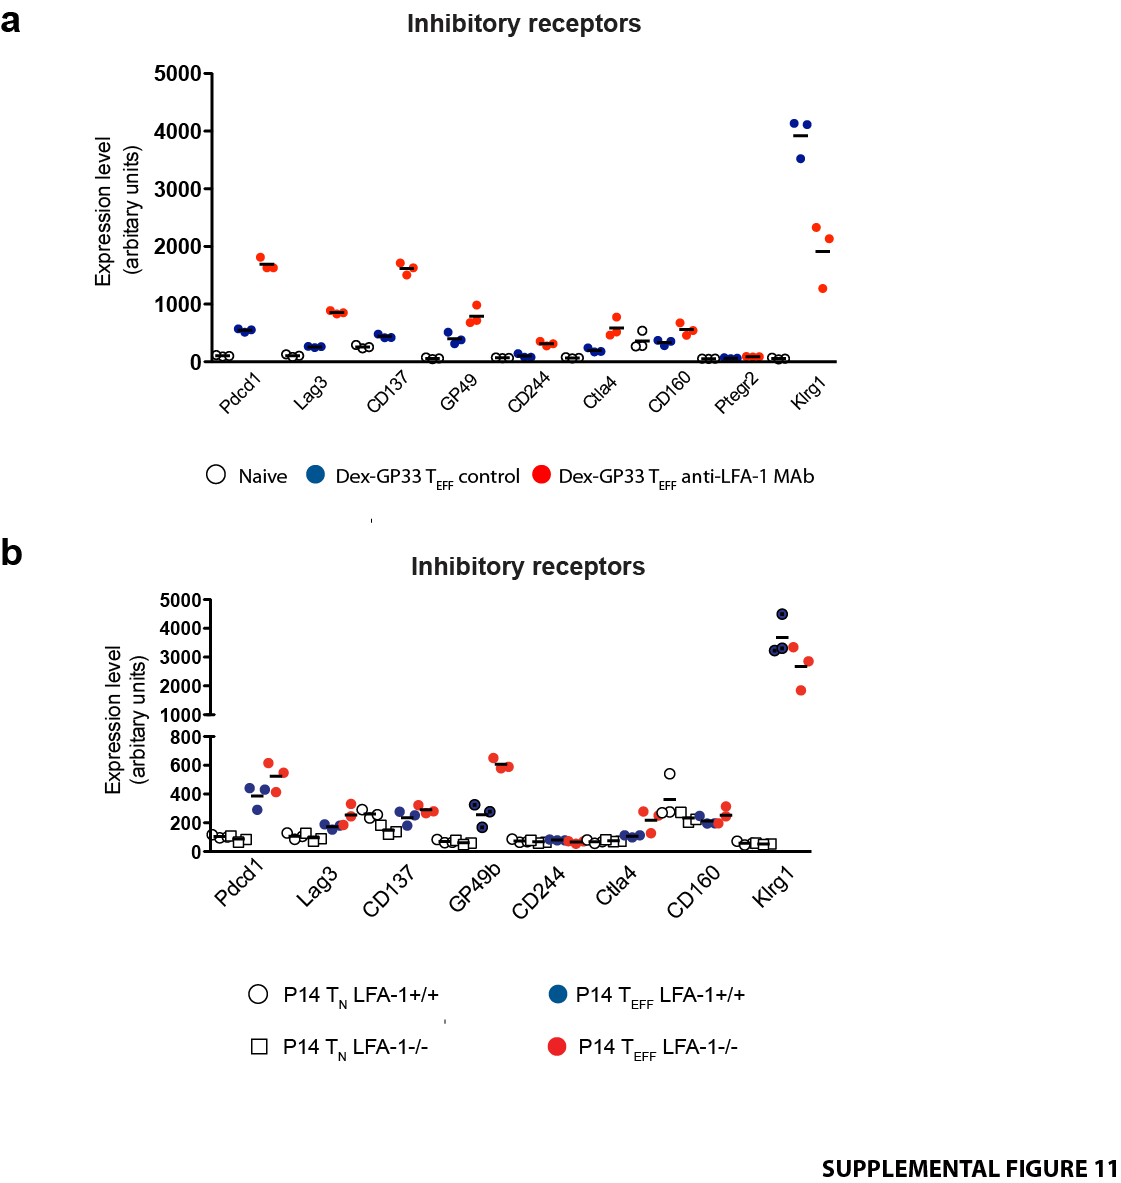 a
Inhibitory receptors
Expression level
(arbitary units)
5000
4000
3000
2000
1000
0
Pdcd1 Lag3 CD137 GP49 CD244 Ctla4 CD160 Ptegr2 Klrg1
Naive Dex-GP33 TEFF control Dex-GP33 TEFF anti-LFA-1 MAb
b
Inhibitory receptors
Expression level
(arbitary units)
5000
4000
3000
2000
1000
800
600
400
200
0
Pdcd1 Lag3 CD137 GP49b CD244 Ctla4 CD160 Klrg1
P14 TN LFA-1+/+ P14 TEFF LFA-1+/+
P14 TN LFA-1-/- P14 TEFF LFA-1-/-
SUPPLEMENTAL FIGURE 11